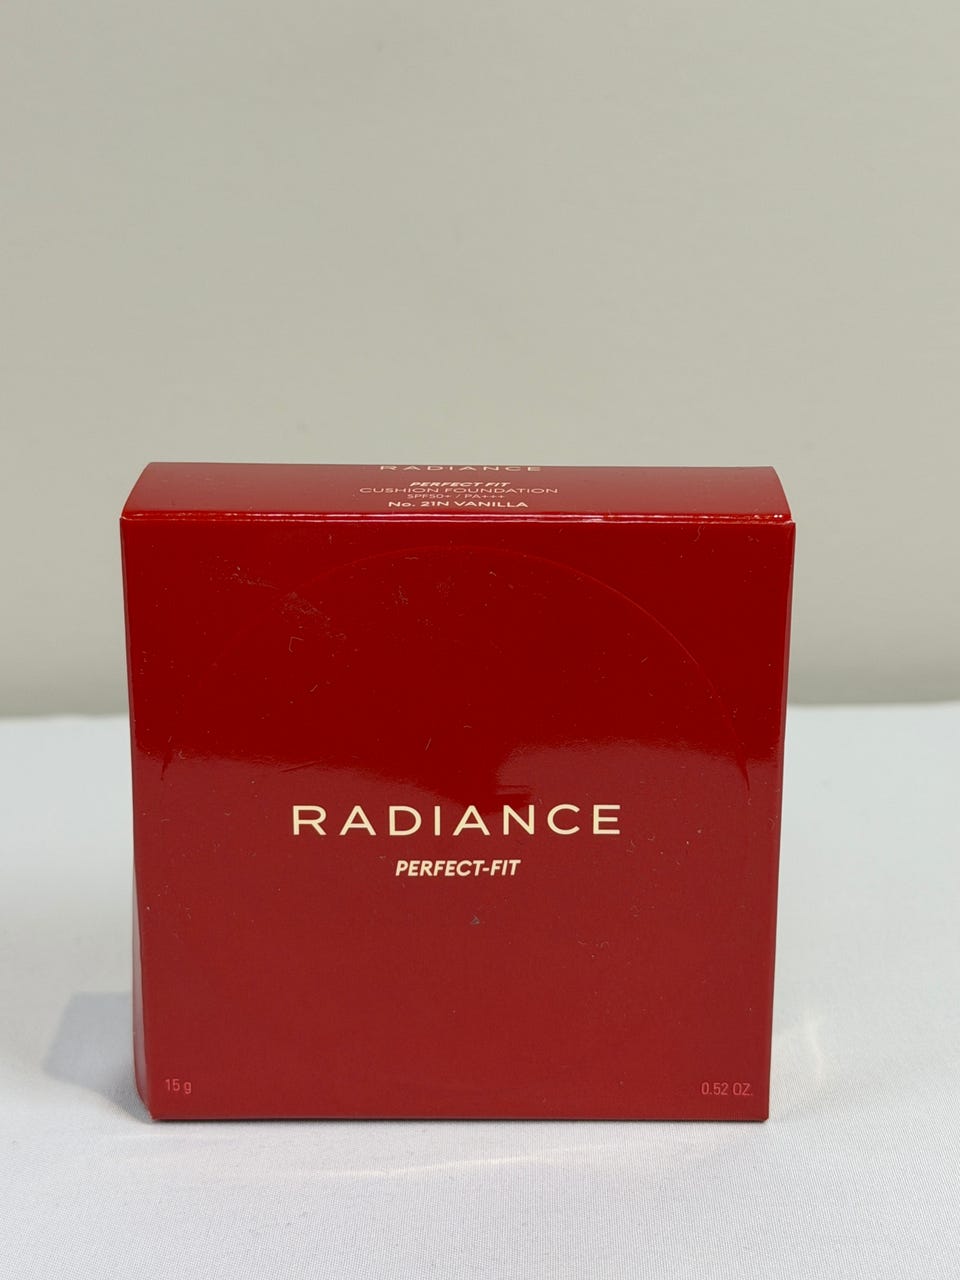 RADIANCE
PERFECT FIT
CUSHION FOUNDATION
SPF50+ / PA+++
No. 21N VANILLA
RADIANCE
PERFECT-FIT
15 g
0.52 OZ.